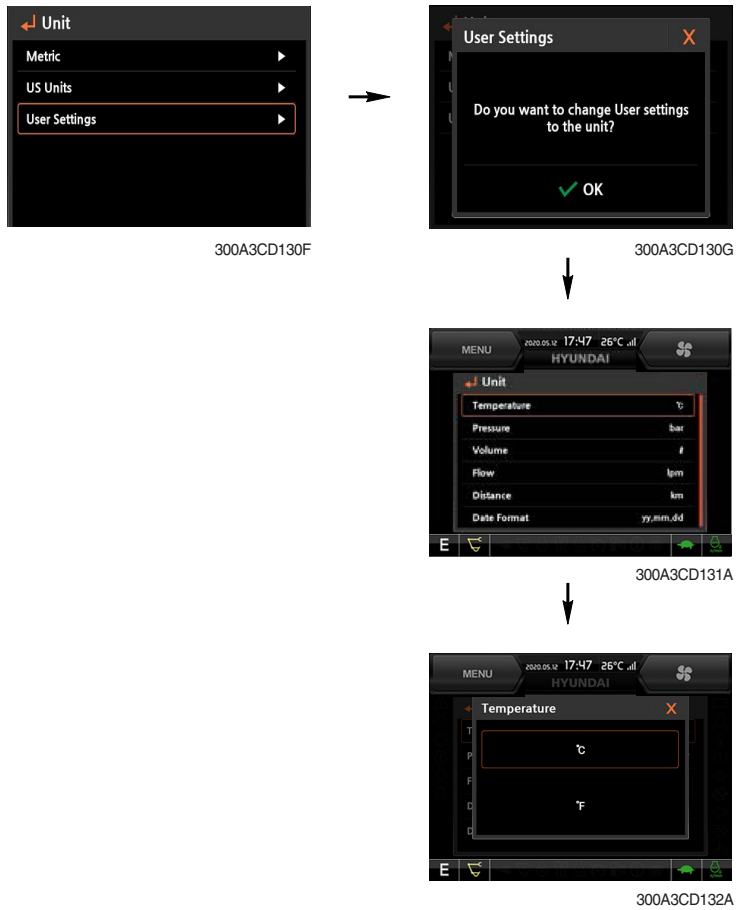 Unit
Metric
US Units
User Settings
300A3CD130F
User Settings X
Do you want to change User settings
to the unit?
OK
300A3CD130G
MENU 2020.05.12 17:47 26°C
HYUNDAI
Unit
Temperature ℃
Pressure bar
Volume ℓ
Flow lpm
Distance km
Date Format yy,mm,dd
E
300A3CD131A
MENU 2020.05.12 17:47 26°C
HYUNDAI
Temperature X
T
℃
P
F
℉
D
D
E
300A3CD132A